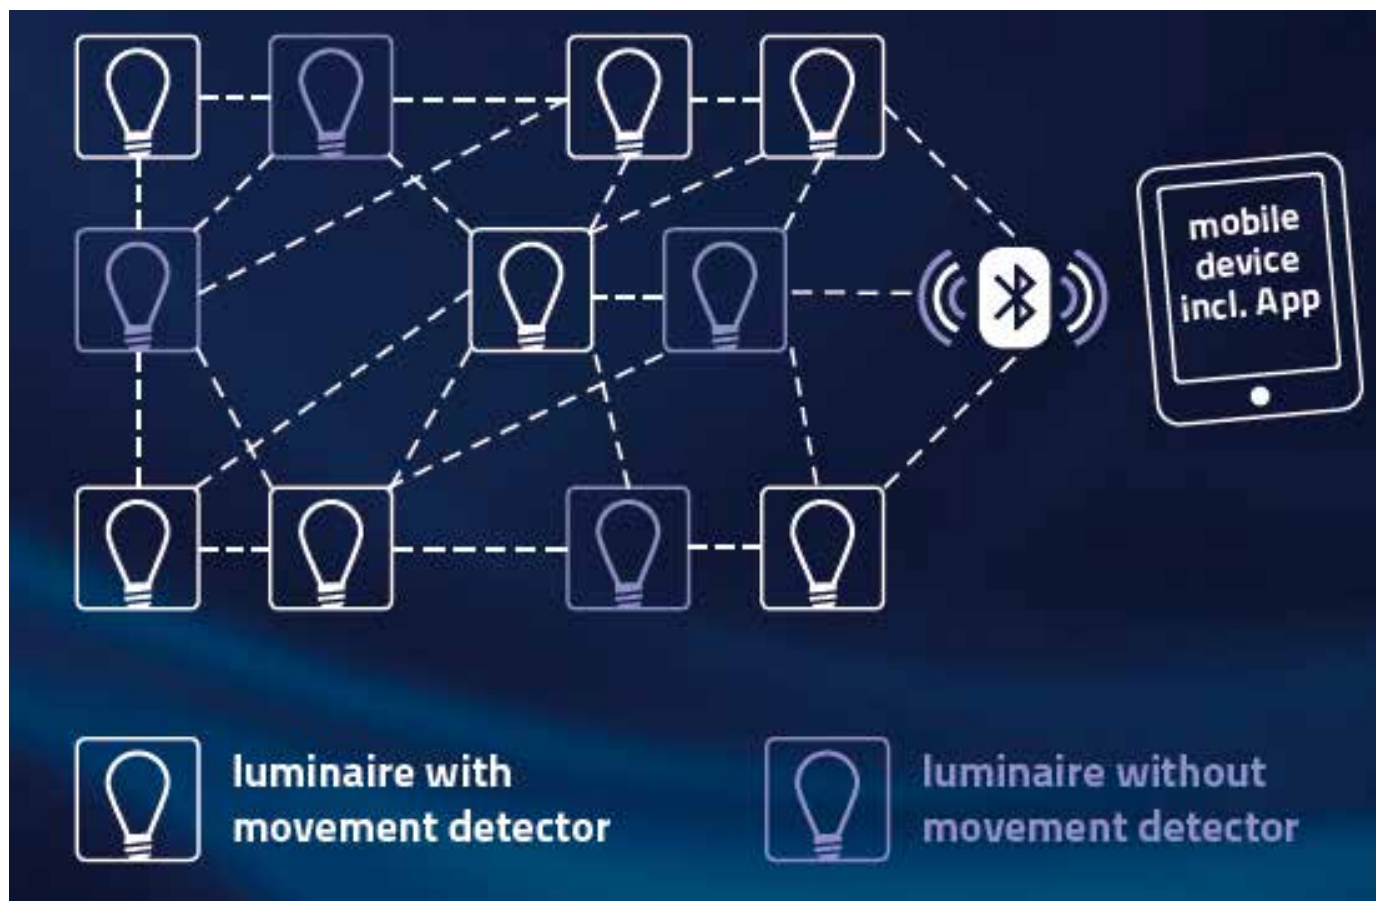 mobile
device
incl. App
luminaire with
movement detector
luminaire without
movement detector